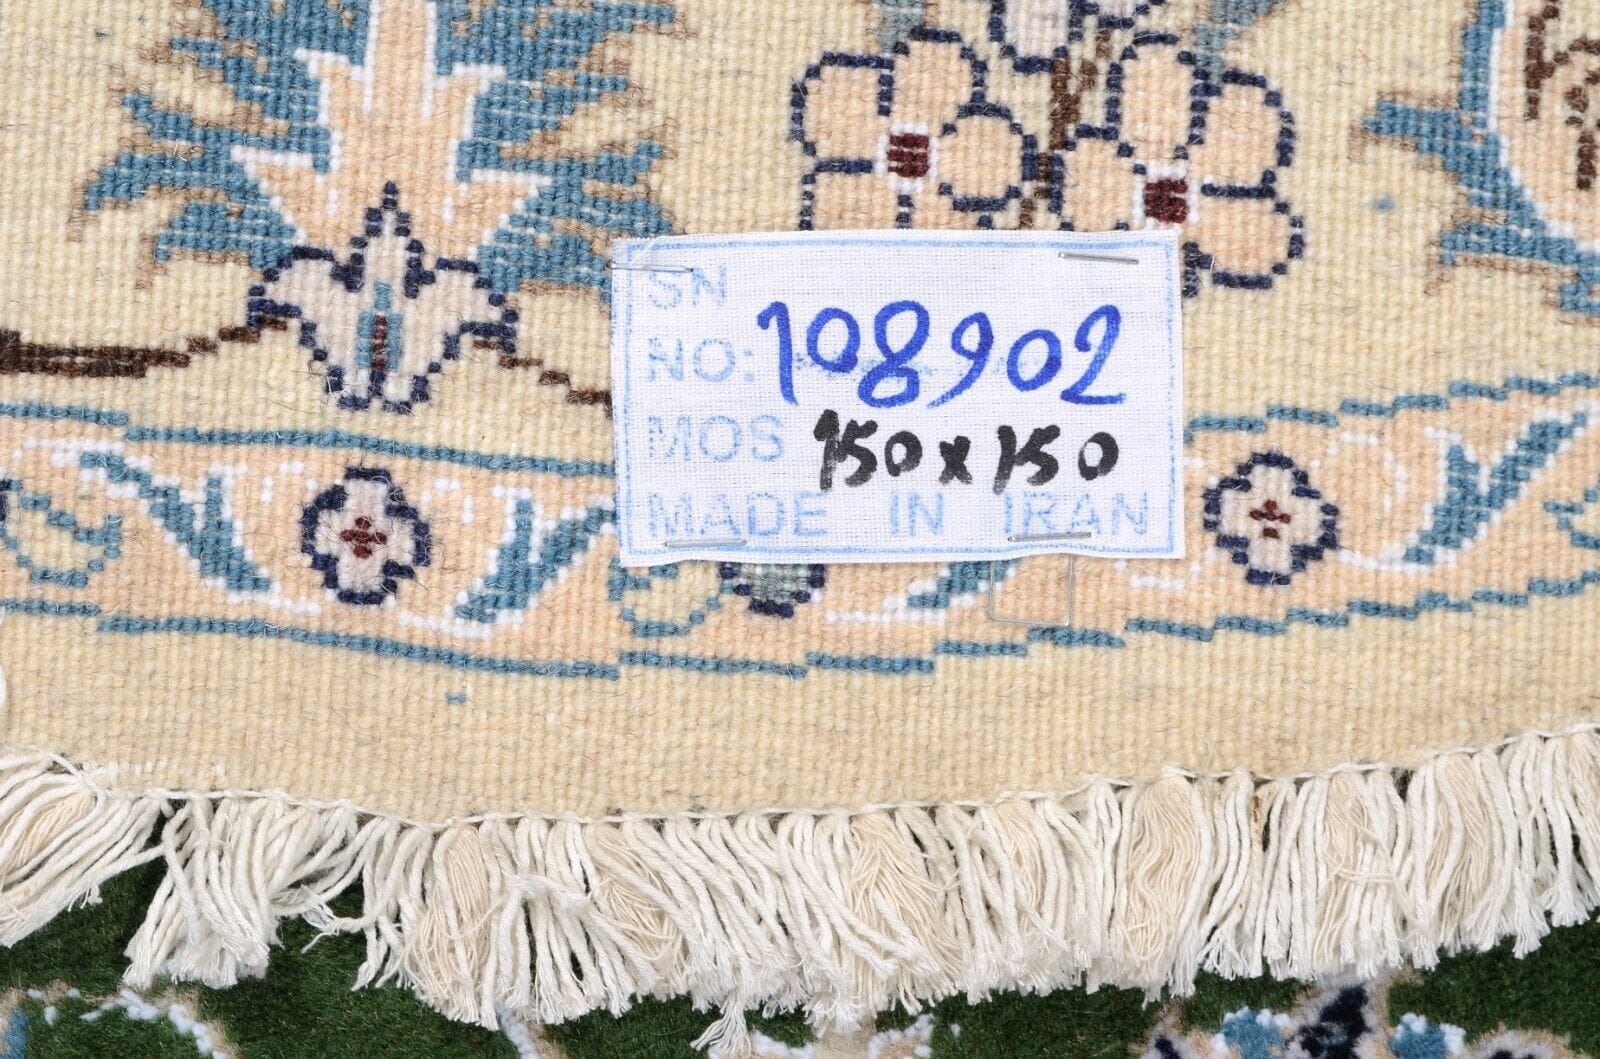 SN
NO: 108902
MOS 150x150
MADE IN IRAN